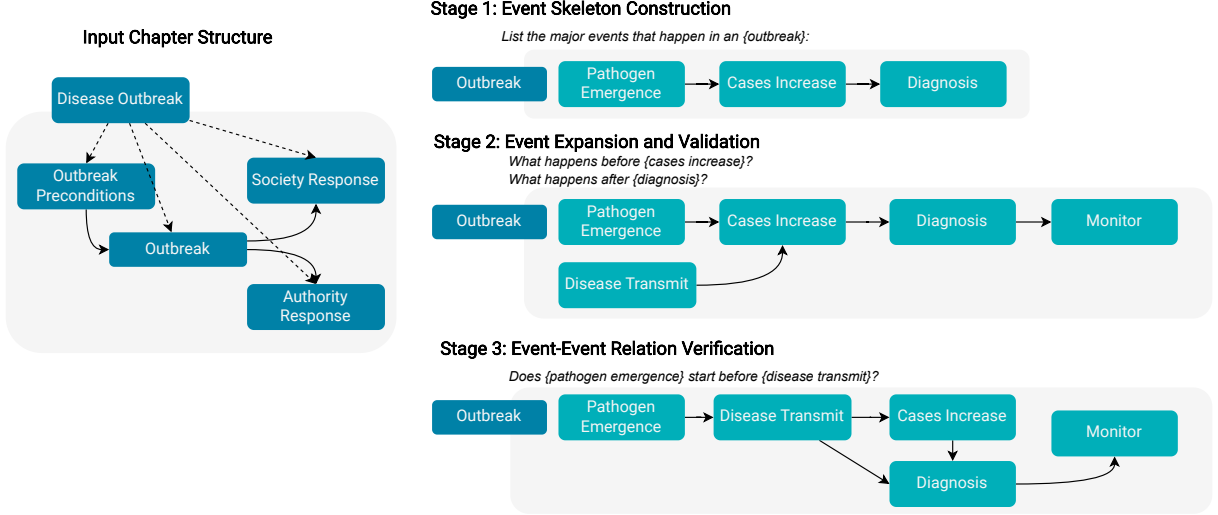 Input Chapter Structure
Disease Outbreak
Outbreak
Preconditions
Society Response
Outbreak
Authority
Response
Stage 1: Event Skeleton Construction
List the major events that happen in an {outbreak}:
Outbreak
Pathogen
Emergence
Cases Increase
Diagnosis
Stage 2: Event Expansion and Validation
What happens before {cases increase}?
What happens after {diagnosis}?
Outbreak
Pathogen
Emergence
Cases Increase
Diagnosis
Monitor
Disease Transmit
Stage 3: Event-Event Relation Verification
Does {pathogen emergence} start before {disease transmit}?
Outbreak
Pathogen
Emergence
Disease Transmit
Cases Increase
Monitor
Diagnosis